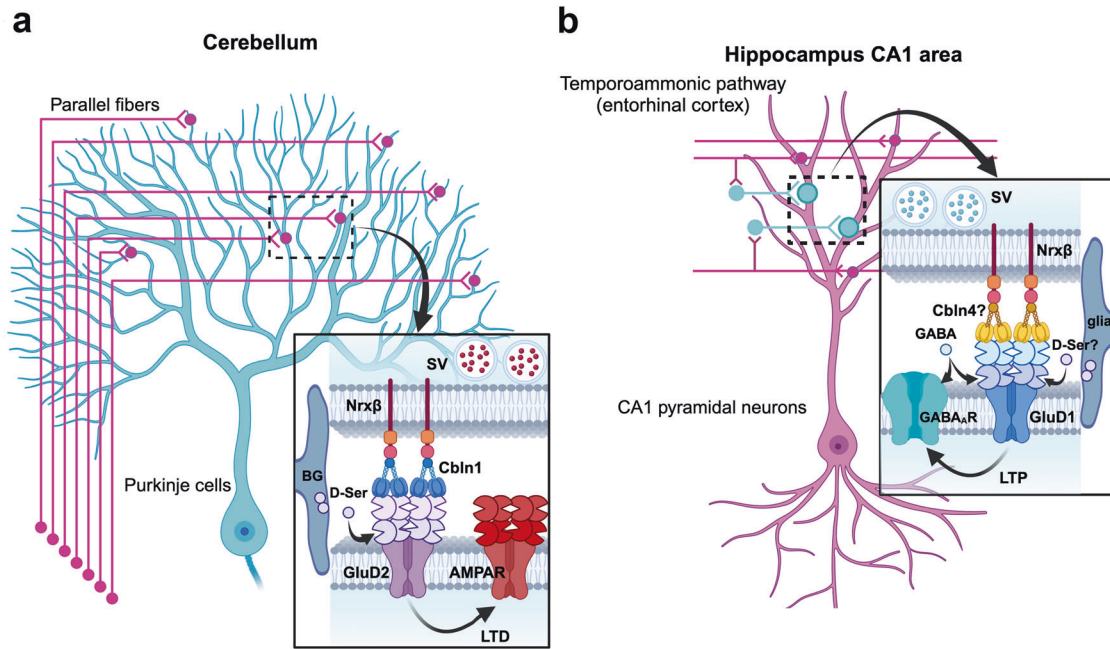 a
Cerebellum
Parallel fibers
Purkinje cells
SV
Nrxβ
Cbln1
BG
D-Ser
GluD2
AMPAR
LTD
b
Hippocampus CA1 area
Temporoammonic pathway
(entorhinal cortex)
CA1 pyramidal neurons
SV
Nrxβ
Cbln4?
glia
GABA
D-Ser?
GABAAR
GluD1
LTP